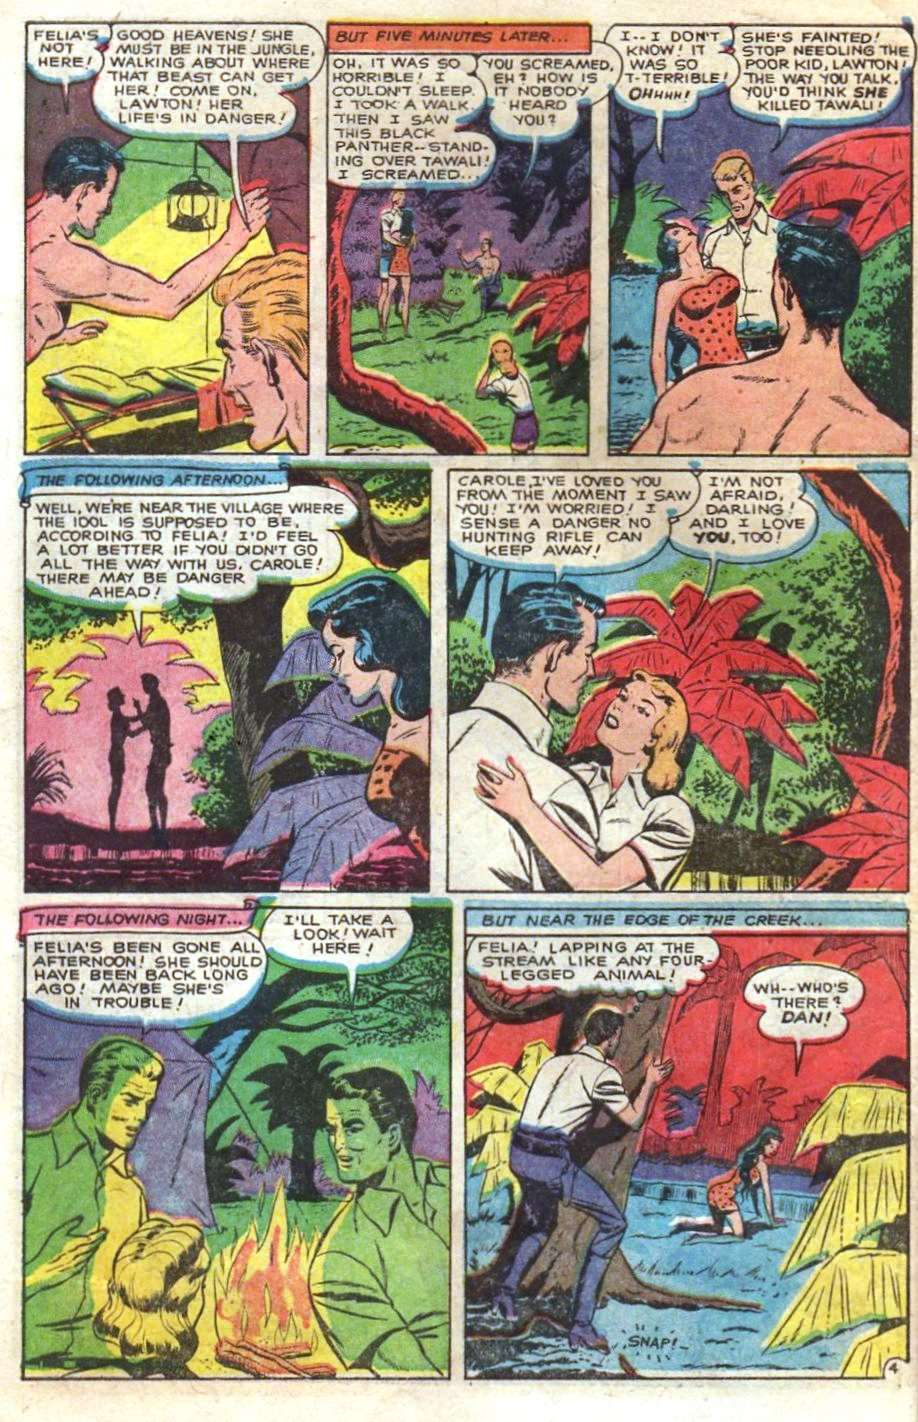 FELIA'S
NOT
HERE!
GOOD HEAVENS! SHE
MUST BE IN THE JUNGLE,
WALKING ABOUT WHERE
THAT BEAST CAN GET
HER! COME ON,
LAWTON! HER
LIFE'S IN DANGER!
BUT FIVE MINUTES LATER...
OH, IT WAS SO
HORRIBLE! I
COULDN'T SLEEP.
I TOOK A WALK.
THEN I SAW
THIS BLACK
PANTHER--STAND-
ING OVER TAWALI!
I SCREAMED...
YOU SCREAMED,
EH? HOW IS
IT NOBODY
HEARD
YOU?
I--I DON'T
KNOW! IT
WAS SO
T-TERRIBLE!
OHHHH!
SHE'S FAINTED!
STOP NEEDLING THE
POOR KID, LAWTON!
THE WAY YOU TALK,
YOU'D THINK SHE
KILLED TAWALI!
THE FOLLOWING AFTERNOON...
WELL, WE'RE NEAR THE VILLAGE WHERE
THE IDOL IS SUPPOSED TO BE,
ACCORDING TO FELIA! I'D FEEL
A LOT BETTER IF YOU DIDN'T GO
ALL THE WAY WITH US, CAROLE!
THERE MAY BE DANGER
AHEAD!
CAROLE, I'VE LOVED YOU
FROM THE MOMENT I SAW
YOU! I'M WORRIED! I
SENSE A DANGER NO
HUNTING RIFLE CAN
KEEP AWAY!
I'M NOT
AFRAID,
DARLING!
AND I LOVE
YOU, TOO!
THE FOLLOWING NIGHT...
FELIA'S BEEN GONE ALL
AFTERNOON! SHE SHOULD
HAVE BEEN BACK LONG
AGO! MAYBE SHE'S
IN TROUBLE!
I'LL TAKE A
LOOK! WAIT
HERE!
BUT NEAR THE EDGE OF THE CREEK...
FELIA! LAPPING AT THE
STREAM LIKE ANY FOUR-
LEGGED ANIMAL!
WH--WHO'S
THERE?
DAN!
SNAP!
4